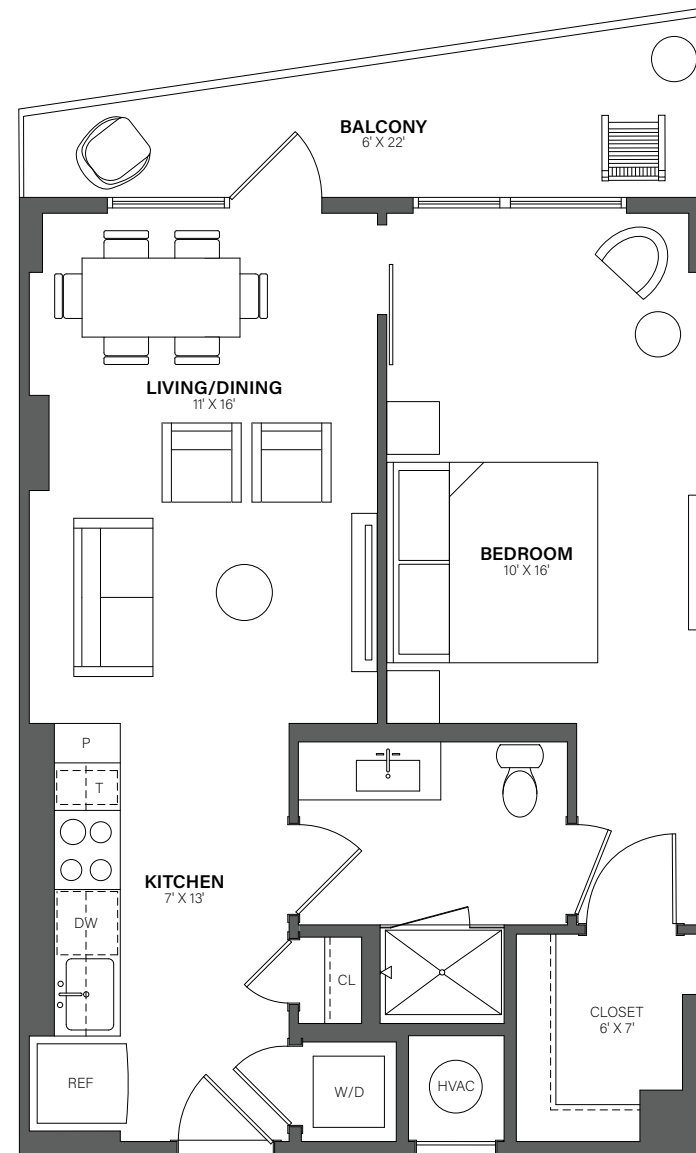 BALCONY
6' X 22'
LIVING/DINING
11' X 16'
BEDROOM
10' X 16'
P
T
KITCHEN
7' X 13'
DW
CL
CLOSET
6' X 7'
REF
W/D
HVAC